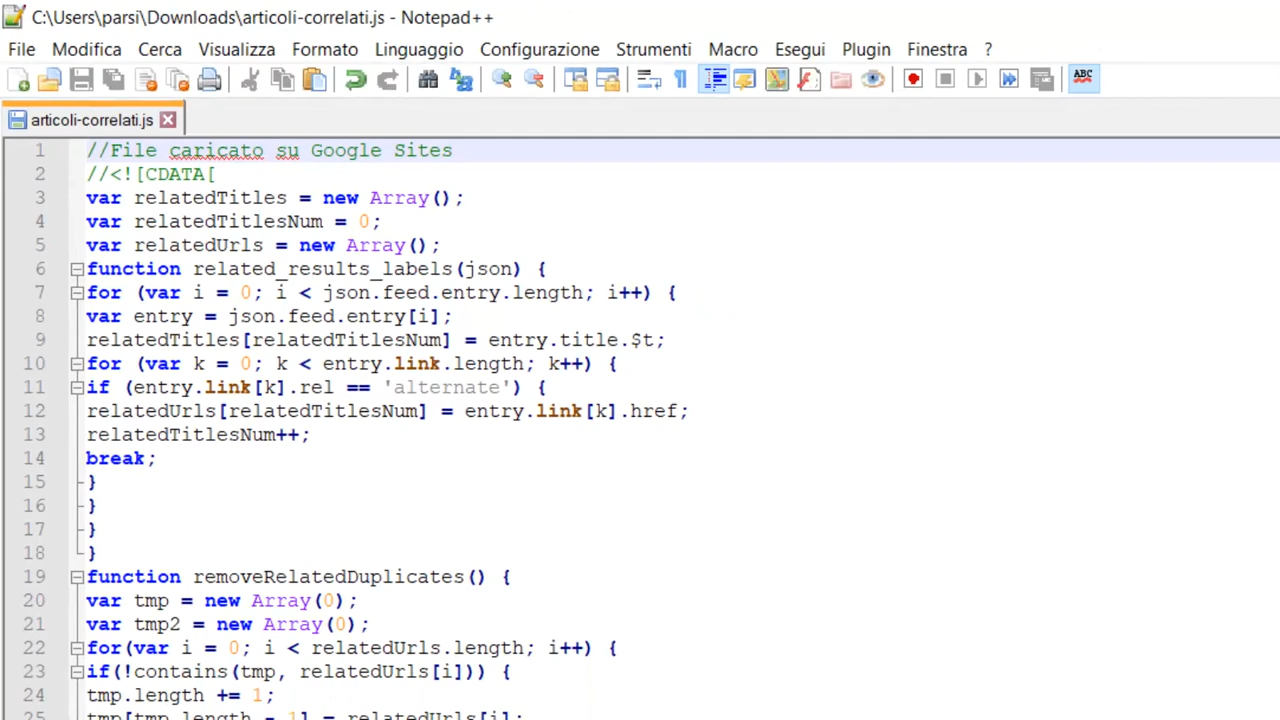 C:\Users\parsi\Downloads\articoli-correlati.js - Notepad++
File Modifica Cerca Visualizza Formato Linguaggio Configurazione Strumenti Macro Esegui Plugin Finestra ?
ABC
articoli-correlati.js
1 //File caricato su Google Sites
2 //<![CDATA[
3 var relatedTitles = new Array();
4 var relatedTitlesNum = 0;
5 var relatedUrls = new Array();
6 function related_results_labels(json) {
7 for (var i = 0; i < json.feed.entry.length; i++) {
8 var entry = json.feed.entry[i];
9 relatedTitles[relatedTitlesNum] = entry.title.$t;
10 for (var k = 0; k < entry.link.length; k++) {
11 if (entry.link[k].rel == 'alternate') {
12 relatedUrls[relatedTitlesNum] = entry.link[k].href;
13 relatedTitlesNum++;
14 break;
15 }
16 }
17 }
18 }
19 function removeRelatedDuplicates() {
20 var tmp = new Array(0);
21 var tmp2 = new Array(0);
22 for(var i = 0; i < relatedUrls.length; i++) {
23 if(!contains(tmp, relatedUrls[i])) {
24 tmp.length += 1;
25 tmp[tmp.length - 1] = relatedUrls[i];